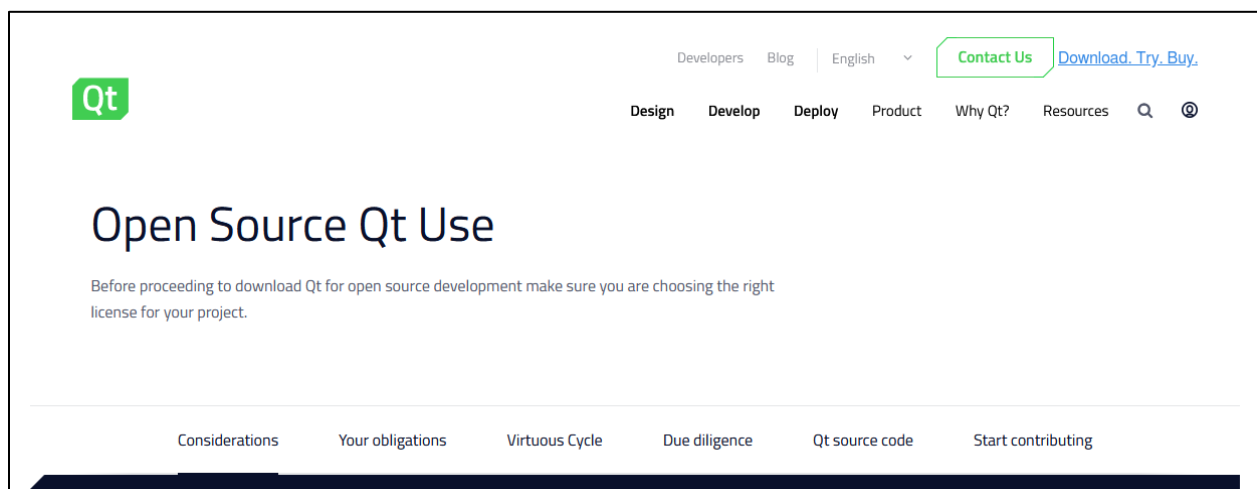 Developers Blog English Contact Us Download. Try. Buy.
Qt
Design Develop Deploy Product Why Qt? Resources
Open Source Qt Use
Before proceeding to download Qt for open source development make sure you are choosing the right
license for your project.
Considerations Your obligations Virtuous Cycle Due diligence Qt source code Start contributing